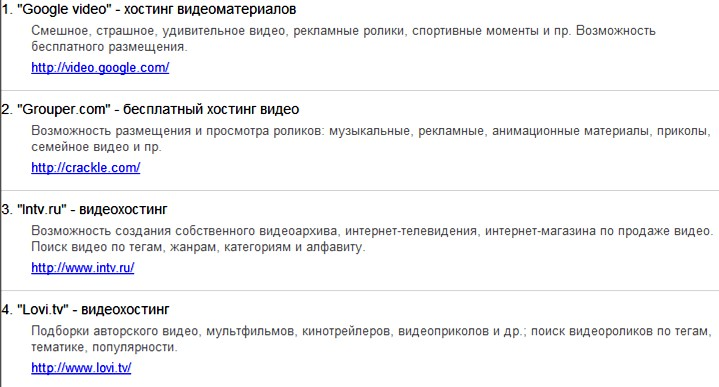 1. "Google video" - хостинг видеоматериалов
Смешное, страшное, удивительное видео, рекламные ролики, спортивные моменты и пр. Возможность
бесплатного размещения.
http://video.google.com/
2. "Grouper.com" - бесплатный хостинг видео
Возможность размещения и просмотра роликов: музыкальные, рекламные, анимационные материалы, приколы,
семейное видео и пр.
http://crackle.com/
3. "Intv.ru" - видеохостинг
Возможность создания собственного видеоархива, интернет-телевидения, интернет-магазина по продаже видео.
Поиск видео по тегам, жанрам, категориям и алфавиту.
http://www.intv.ru/
4. "Lovi.tv" - видеохостинг
Подборки авторского видео, мультфильмов, кинотрейлеров, видеоприколов и др.; поиск видеороликов по тегам,
тематике, популярности.
http://www.lovi.tv/